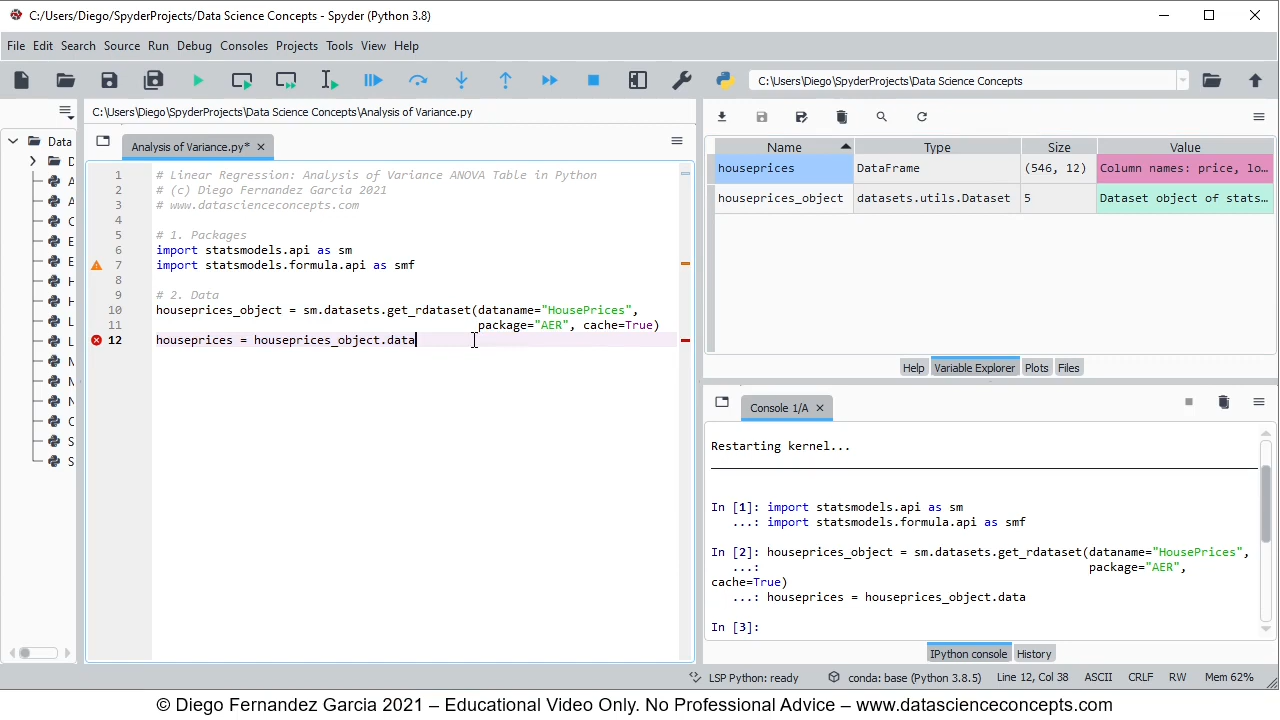 C:/Users/Diego/SpyderProjects/Data Science Concepts - Spyder (Python 3.8)
File Edit Search Source Run Debug Consoles Projects Tools View Help
C:\Users\Diego\SpyderProjects\Data Science Concepts
C:\Users\Diego\SpyderProjects\Data Science Concepts\Analysis of Variance.py
Data
D
A
A
C
E
E
H
H
L
L
M
M
N
C
S
S
Analysis of Variance.py*
1 # Linear Regression: Analysis of Variance ANOVA Table in Python
2 # (c) Diego Fernandez Garcia 2021
3 # www.datascienceconcepts.com
4
5 # 1. Packages
6 import statsmodels.api as sm
7 import statsmodels.formula.api as smf
8
9 # 2. Data
10 houseprices_object = sm.datasets.get_rdataset(dataname="HousePrices",
11 package="AER", cache=True)
12 houseprices = houseprices_object.data
Name Type Size Value
houseprices DataFrame (546, 12) Column names: price, lo…
houseprices_object datasets.utils.Dataset 5 Dataset object of stats…
Help Variable Explorer Plots Files
Console 1/A
Restarting kernel...
In [1]: import statsmodels.api as sm
...: import statsmodels.formula.api as smf
In [2]: houseprices_object = sm.datasets.get_rdataset(dataname="HousePrices",
...: package="AER",
cache=True)
...: houseprices = houseprices_object.data
In [3]:
IPython console History
LSP Python: ready conda: base (Python 3.8.5) Line 12, Col 38 ASCII CRLF RW Mem 62%
© Diego Fernandez Garcia 2021 – Educational Video Only. No Professional Advice – www.datascienceconcepts.com